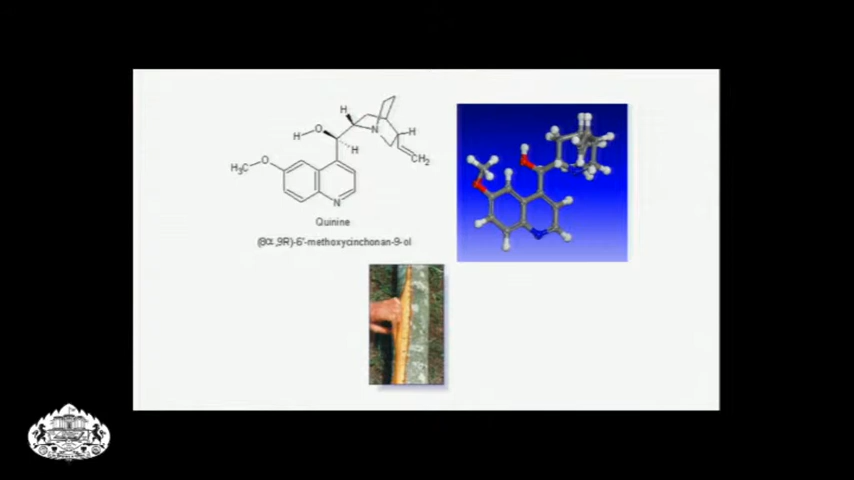 H
H–O
N
H
H
CH₂
H₃C
O
N
Quinine
(8α,9R)-6'-methoxycinchonan-9-ol